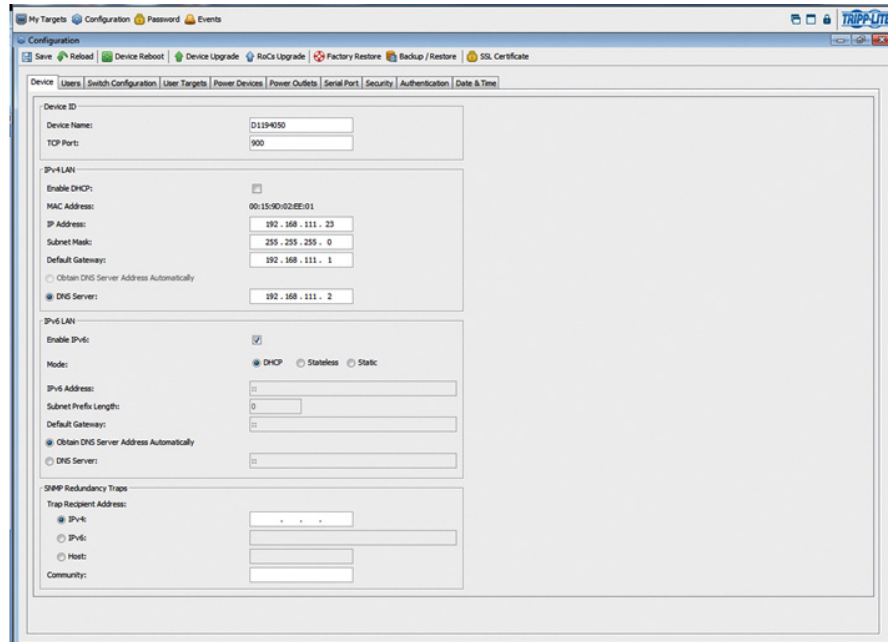 My Targets Configuration Password Events
TRIPP-LITE
Configuration
Save Reload Device Reboot Device Upgrade RoCs Upgrade Factory Restore Backup / Restore SSL Certificate
Device Users Switch Configuration User Targets Power Devices Power Outlets Serial Port Security Authentication Date & Time
Device ID
Device Name: D1194050
TCP Port: 900
IPv4 LAN
Enable DHCP:
MAC Address: 00:15:9D:02:EE:01
IP Address: 192 . 168 . 111 . 23
Subnet Mask: 255 . 255 . 255 . 0
Default Gateway: 192 . 168 . 111 . 1
Obtain DNS Server Address Automatically
DNS Server: 192 . 168 . 111 . 2
IPv6 LAN
Enable IPv6:
Mode: DHCP Stateless Static
IPv6 Address: ::
Subnet Prefix Length: 0
Default Gateway: ::
Obtain DNS Server Address Automatically
DNS Server: ::
SNMP Redundancy Traps
Trap Recipient Address:
IPv4: . . .
IPv6:
Host:
Community: